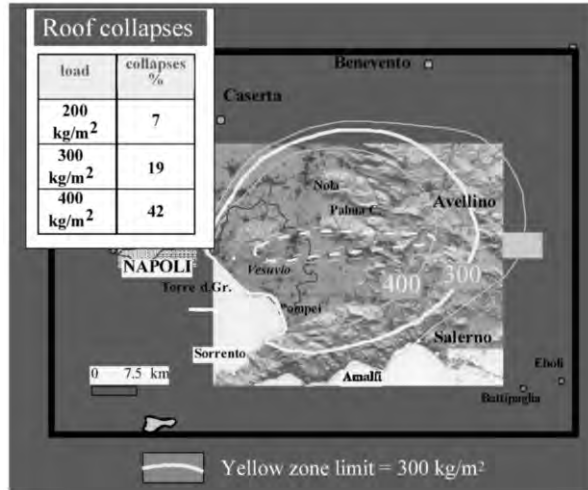 Roof collapses
load
collapses
%
200
kg/m2
7
300
kg/m2
19
400
kg/m2
42
Benevento
Caserta
Nola
Palma C.
Avellino
NAPOLI
Vesuvio
400
300
Torre d.Gr.
Pompei
Salerno
Sorrento
Amalfi
Eboli
Battipaglia
0 7.5 km
Yellow zone limit = 300 kg/m2